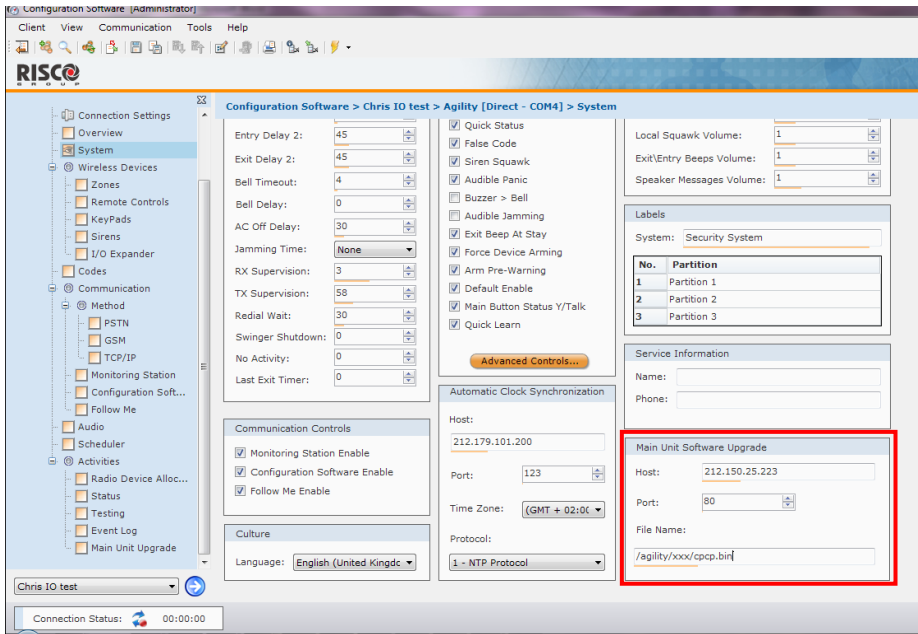 Configuration Software [Administrator]
Client View Communication Tools Help
RISCO
GROUP
Connection Settings
Overview
System
Wireless Devices
Zones
Remote Controls
KeyPads
Sirens
I/O Expander
Codes
Communication
Method
PSTN
GSM
TCP/IP
Monitoring Station
Configuration Soft...
Follow Me
Audio
Scheduler
Activities
Radio Device Alloc...
Status
Testing
Event Log
Main Unit Upgrade
Chris IO test
Connection Status: 00:00:00
Configuration Software > Chris IO test > Agility [Direct - COM4] > System
Entry Delay 2: 45
Exit Delay 2: 45
Bell Timeout: 4
Bell Delay: 0
AC Off Delay: 30
Jamming Time: None
RX Supervision: 3
TX Supervision: 58
Redial Wait: 30
Swinger Shutdown: 0
No Activity: 0
Last Exit Timer: 0
Communication Controls
Monitoring Station Enable
Configuration Software Enable
Follow Me Enable
Culture
Language: English (United Kingdc
Quick Status
False Code
Siren Squawk
Audible Panic
Buzzer > Bell
Audible Jamming
Exit Beep At Stay
Force Device Arming
Arm Pre-Warning
Default Enable
Main Button Status Y/Talk
Quick Learn
Advanced Controls...
Automatic Clock Synchronization
Host:
212.179.101.200
Port: 123
Time Zone: (GMT + 02:0(
Protocol:
1 - NTP Protocol
Local Squawk Volume: 1
Exit\Entry Beeps Volume: 1
Speaker Messages Volume: 1
Labels
System: Security System
No. Partition
1 Partition 1
2 Partition 2
3 Partition 3
Service Information
Name:
Phone:
Main Unit Software Upgrade
Host: 212.150.25.223
Port: 80
File Name:
/agility/xxx/cpcp.bin